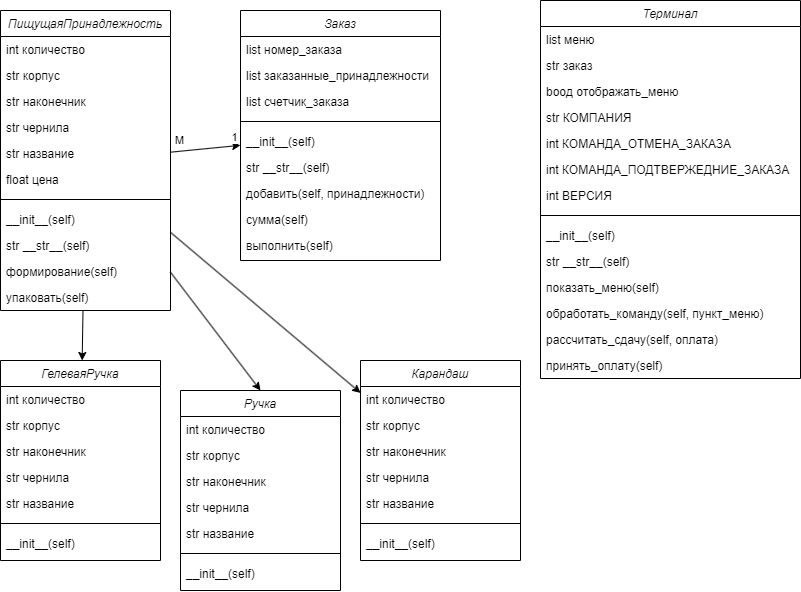 ПищущаяПринадлежность
int количество
str корпус
str наконечник
str чернила
str название
float цена
__init__(self)
str __str__(self)
формирование(self)
упаковать(self)
М
1
Заказ
list номер_заказа
list заказанные_принадлежности
list счетчик_заказа
__init__(self)
str __str__(self)
добавить(self, принадлежности)
сумма(self)
выполнить(self)
Терминал
list меню
str заказ
boод отображать_меню
str КОМПАНИЯ
int КОМАНДА_ОТМЕНА_ЗАКАЗА
int КОМАНДА_ПОДТВЕРЖЕДНИЕ_ЗАКАЗА
int ВЕРСИЯ
__init__(self)
str __str__(self)
показать_меню(self)
обработать_команду(self, пункт_меню)
рассчитать_сдачу(self, оплата)
принять_оплату(self)
ГелеваяРучка
int количество
str корпус
str наконечник
str чернила
str название
__init__(self)
Ручка
int количество
str корпус
str наконечник
str чернила
str название
__init__(self)
Карандаш
int количество
str корпус
str наконечник
str чернила
str название
__init__(self)